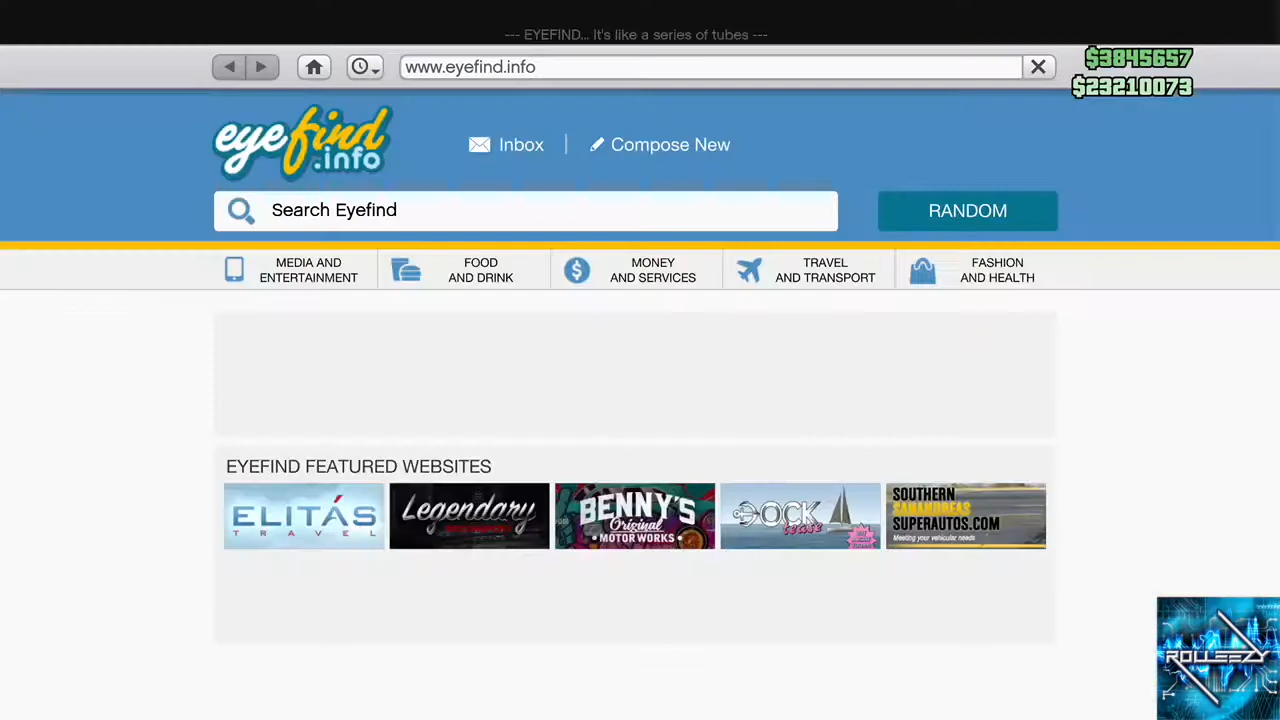 --- EYEFIND... It's like a series of tubes ---
www.eyefind.info
$3845657
$23210073
eyefind
.info
Inbox
Compose New
Search Eyefind
RANDOM
MEDIA AND
ENTERTAINMENT
FOOD
AND DRINK
MONEY
AND SERVICES
TRAVEL
AND TRANSPORT
FASHION
AND HEALTH
EYEFIND FEATURED WEBSITES
ELITÁS
TRAVEL
Legendary
BENNY'S
Original
MOTOR WORKS
DOCK
tease
SOUTHERN
SAN ANDREAS
SUPERAUTOS.COM
Meeting your vehicular needs
ROLLEEZY